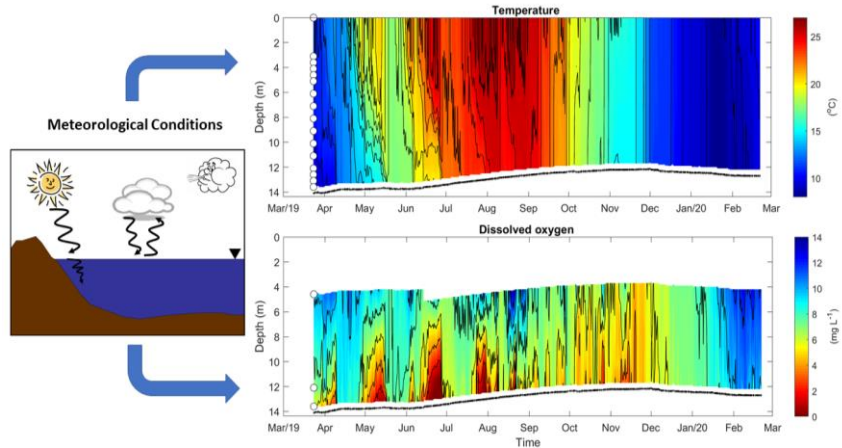 Meteorological Conditions
Temperature
0
2
4
6
8
10
12
14
Depth (m)
Mar/19 Apr May Jun Jul Aug Sep Oct Nov Dec Jan/20 Feb Mar
25
20
15
10
(°C)
Dissolved oxygen
0
2
4
6
8
10
12
14
Depth (m)
Mar/19 Apr May Jun Jul Aug Sep Oct Nov Dec Jan/20 Feb Mar
Time
14
12
10
8
6
4
2
0
(mg L⁻¹)